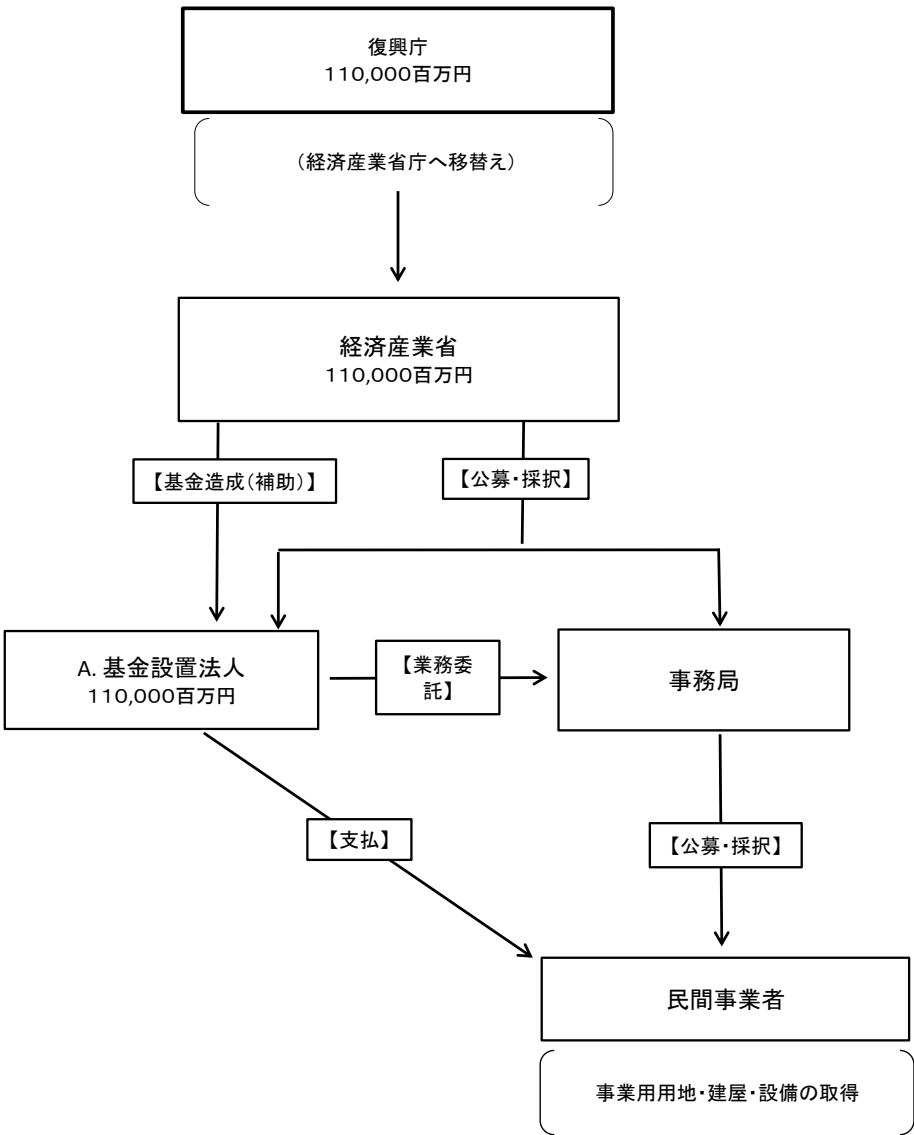 復興庁
110,000百万円
(経済産業省庁へ移替え)
経済産業省
110,000百万円
【基金造成(補助)】
【公募・採択】
A. 基金設置法人
110,000百万円
【業務委
託】
事務局
【支払】
【公募・採択】
民間事業者
事業用用地・建屋・設備の取得